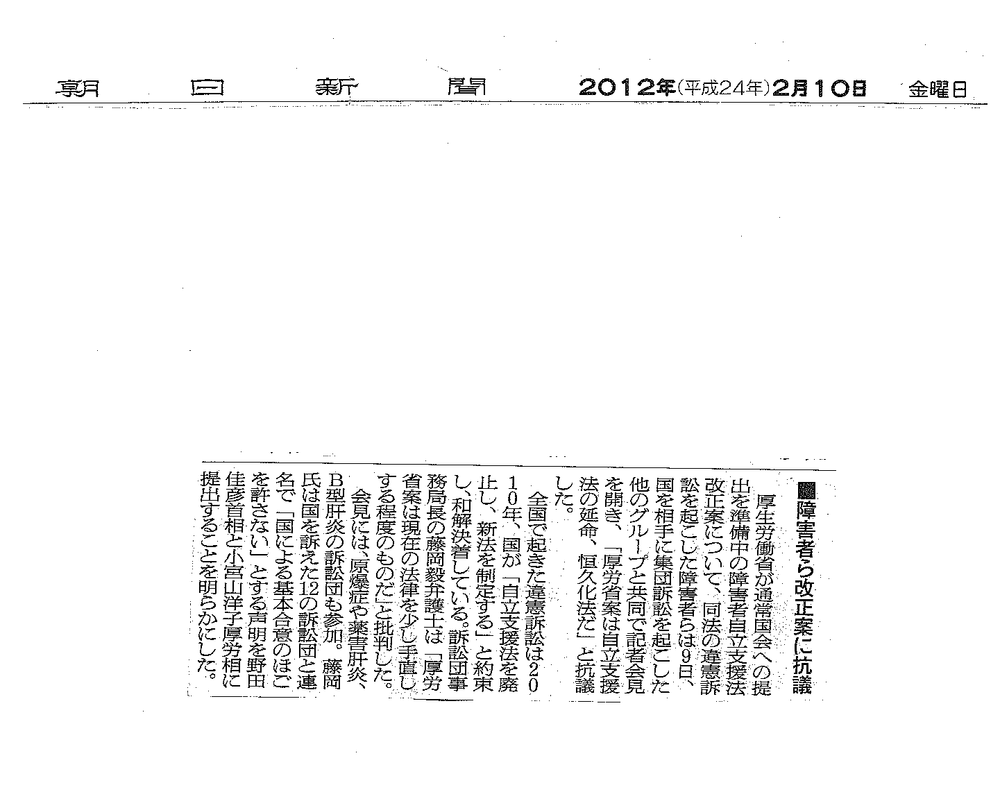 朝日新聞 2012年(平成24年)2月10日 金曜日
■障害者ら改正案に抗議
厚生労働省が通常国会への提
出を準備中の障害者自立支援法
改正案について、同法の違憲訴
訟を起こした障害者らは9日、
国を相手に集団訴訟を起こした
他のグループと共同で記者会見
を開き、「厚労省案は自立支援
法の延命、恒久化法だ」と抗議
した。
全国で起きた違憲訴訟は20
10年、国が「自立支援法を廃
止し、新法を制定する」と約束
し、和解決着している。訴訟団事
務局長の藤岡毅弁護士は「厚労
省案は現在の法律を少し手直し
する程度のものだ」と批判した。
会見には、原爆症や薬害肝炎、
B型肝炎の訴訟団も参加。藤岡
氏は国を訴えた12の訴訟団と連
名で「国による基本合意のほご
を許さない」とする声明を野田
佳彦首相と小宮山洋子厚労相に
提出することを明らかにした。